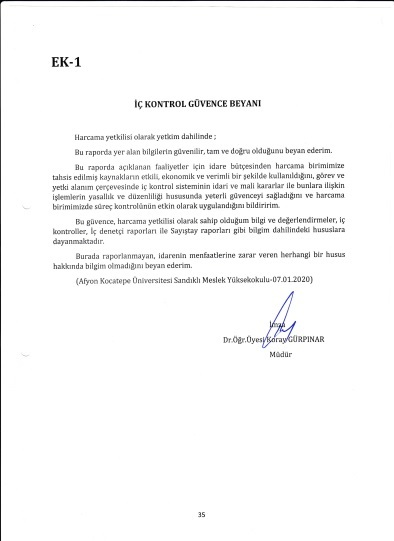 EK-1
İÇ KONTROL GÜVENCE BEYANI
Harcama yetkilisi olarak yetkim dahilinde ;
Bu raporda yer alan bilgilerin güvenilir, tam ve doğru olduğunu beyan ederim.
Bu raporda açıklanan faaliyetler için idare bütçesinden harcama birimimize
tahsis edilmiş kaynakların etkili, ekonomik ve verimli bir şekilde kullanıldığını, görev ve
yetki alanım çerçevesinde iç kontrol sisteminin idari ve mali kararlar ile bunlara ilişkin
işlemlerin yasallık ve düzenliliği hususunda yeterli güvenceyi sağladığını ve harcama
birimimizde süreç kontrolünün etkin olarak uygulandığını bildiririm.
Bu güvence, harcama yetkilisi olarak sahip olduğum bilgi ve değerlendirmeler, iç
kontroller, İç denetçi raporları ile Sayıştay raporları gibi bilgim dahilindeki hususlara
dayanmaktadır.
Burada raporlanmayan, idarenin menfaatlerine zarar veren herhangi bir husus
hakkında bilgim olmadığını beyan ederim.
(Afyon Kocatepe Üniversitesi Sandıklı Meslek Yüksekokulu-07.01.2020)
İmza
Dr.Öğr.Üyesi Koray GÜRPINAR
Müdür
35